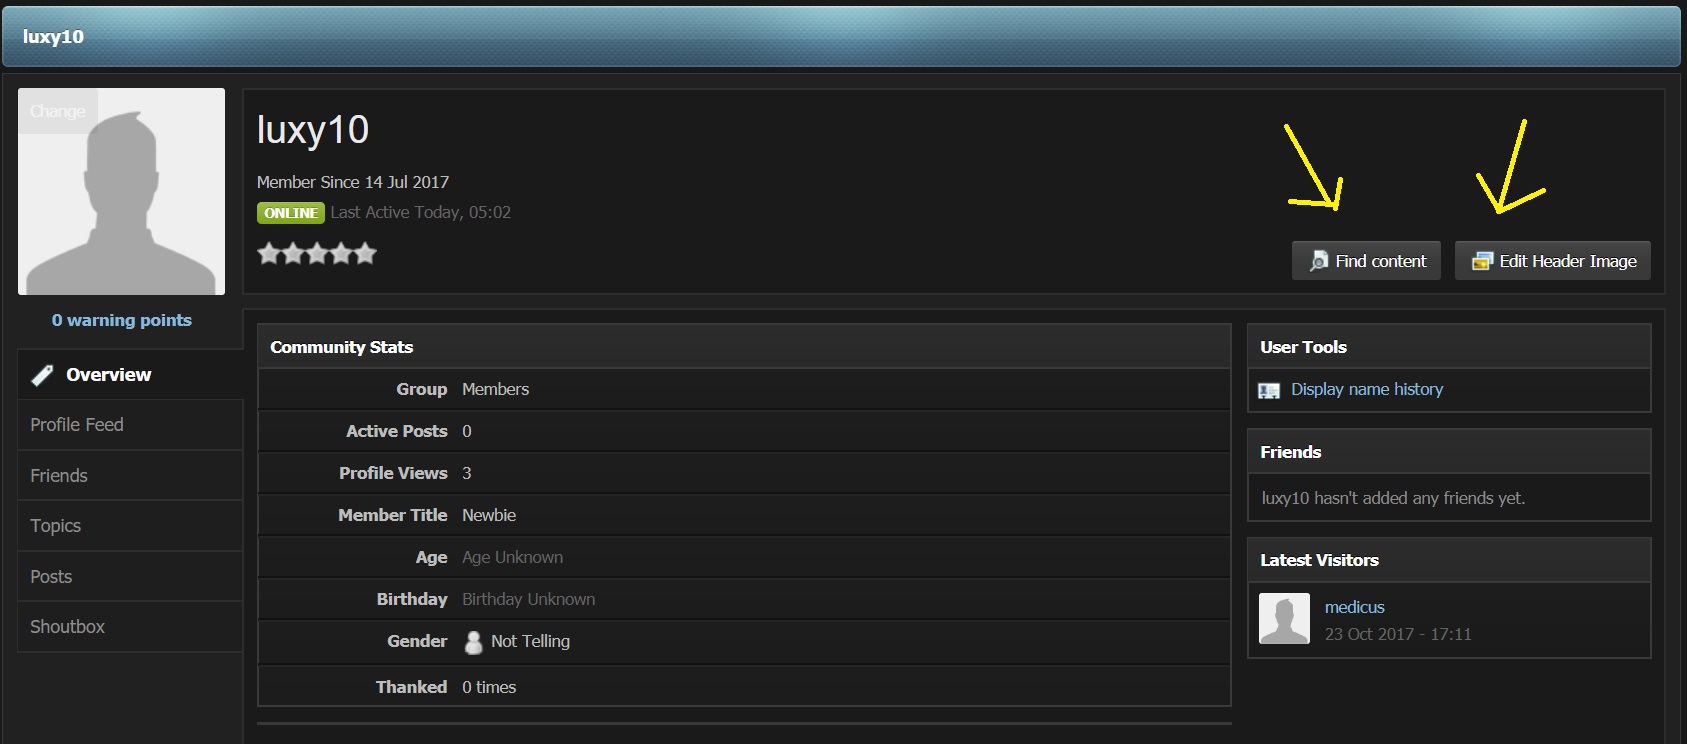 luxy10
Change
luxy10
Member Since 14 Jul 2017
ONLINE Last Active Today, 05:02
Find content
Edit Header Image
0 warning points
Overview
Profile Feed
Friends
Topics
Posts
Shoutbox
Community Stats
Group Members
Active Posts 0
Profile Views 3
Member Title Newbie
Age Age Unknown
Birthday Birthday Unknown
Gender Not Telling
Thanked 0 times
User Tools
Display name history
Friends
luxy10 hasn't added any friends yet.
Latest Visitors
medicus
23 Oct 2017 - 17:11